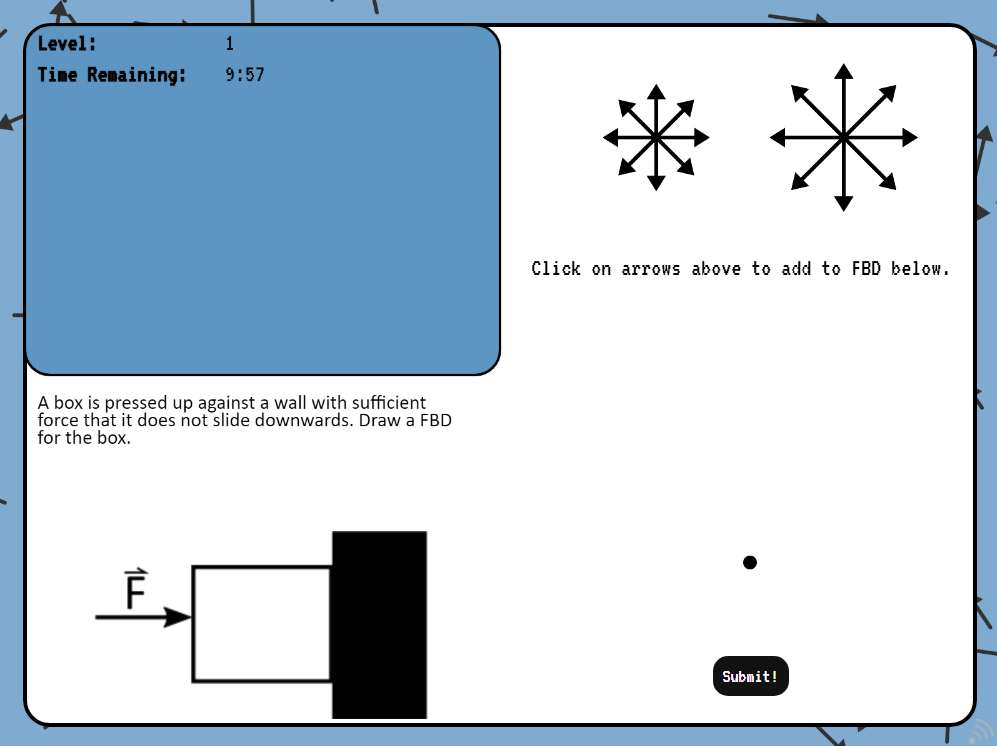 Level: 1
Time Remaining: 9:57
Click on arrows above to add to FBD below.
A box is pressed up against a wall with sufficient
force that it does not slide downwards. Draw a FBD
for the box.
F
Submit!